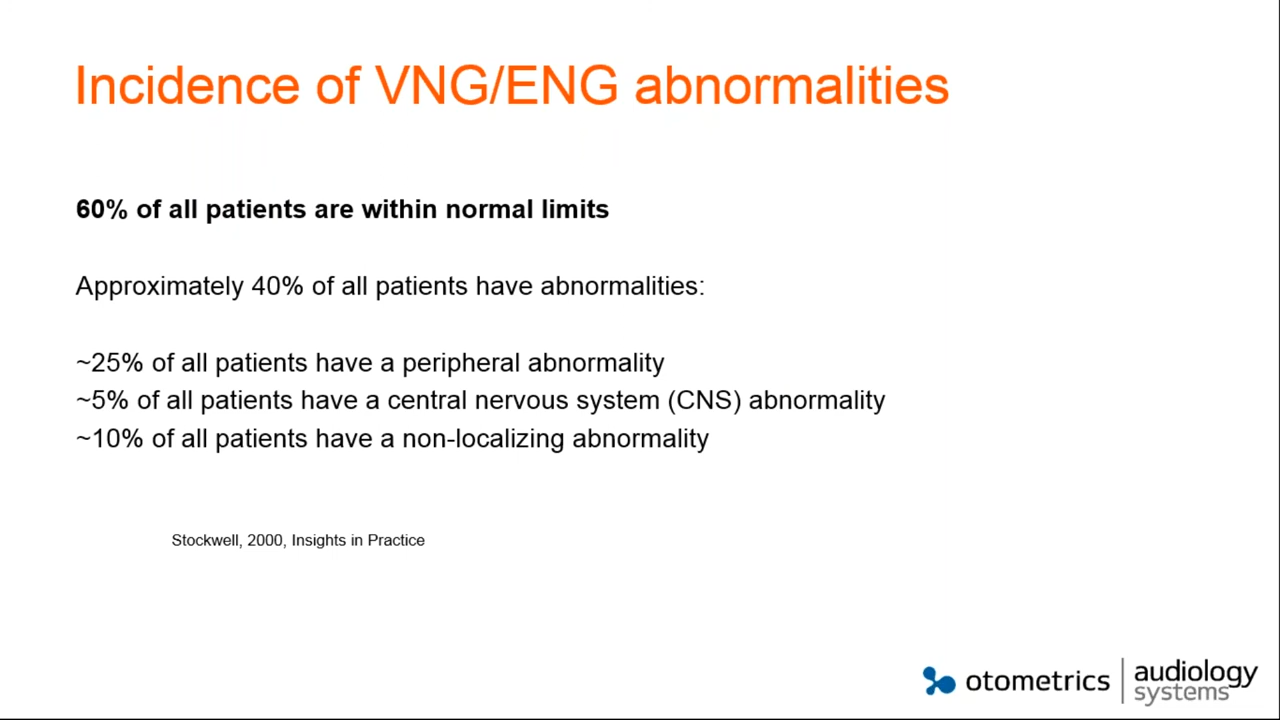 Incidence of VNG/ENG abnormalities
60% of all patients are within normal limits
Approximately 40% of all patients have abnormalities:
~25% of all patients have a peripheral abnormality
~5% of all patients have a central nervous system (CNS) abnormality
~10% of all patients have a non-localizing abnormality
Stockwell, 2000, Insights in Practice
otometrics
audiology
systems